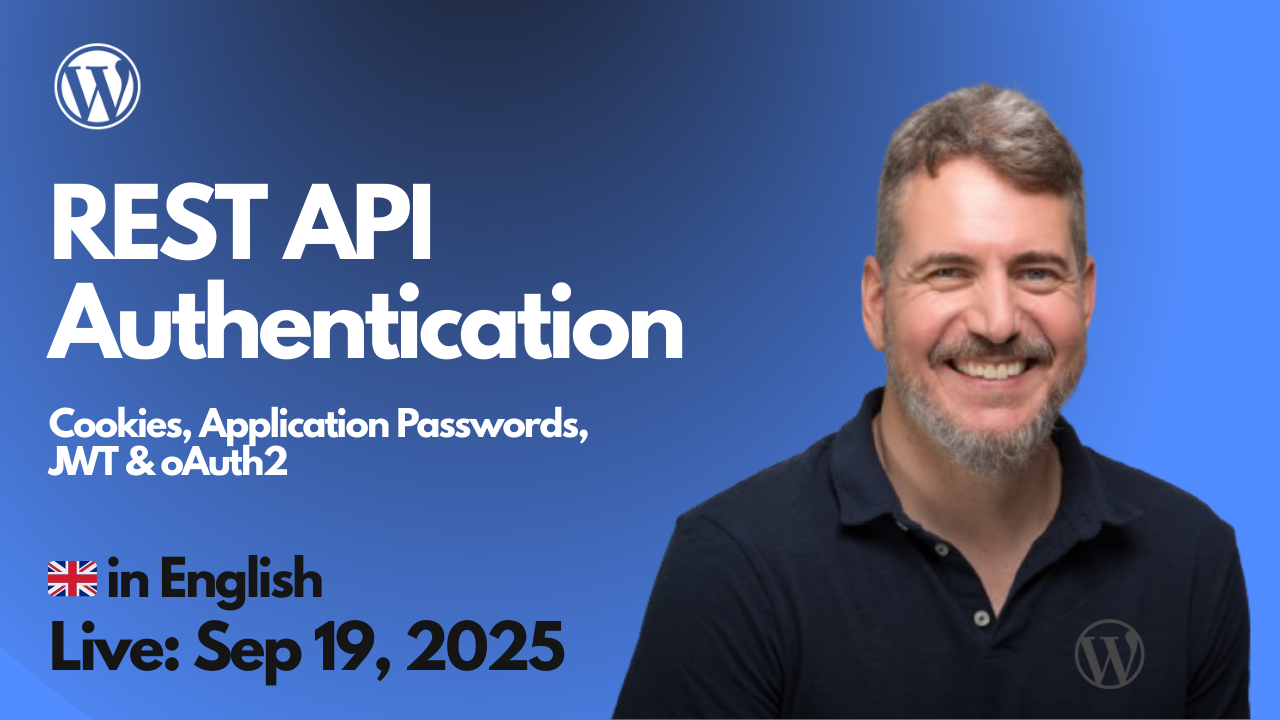 REST API
Authentication
Cookies, Application Passwords,
JWT & oAuth2
in English
Live: Sep 19, 2025